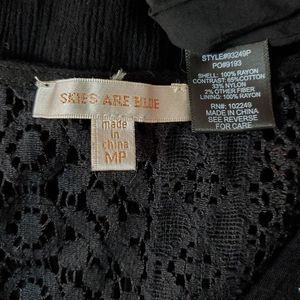 SKIES ARE BLUE
made
in
china
MP
STYLE#93249P
PO#9193
SHELL: 100% RAYON
CONTRAST: 65%COTTON
33% NYLON
2% OTHER FIBER
LINING: 100% RAYON
RN#: 102249
MADE IN CHINA
SEE REVERSE
FOR CARE